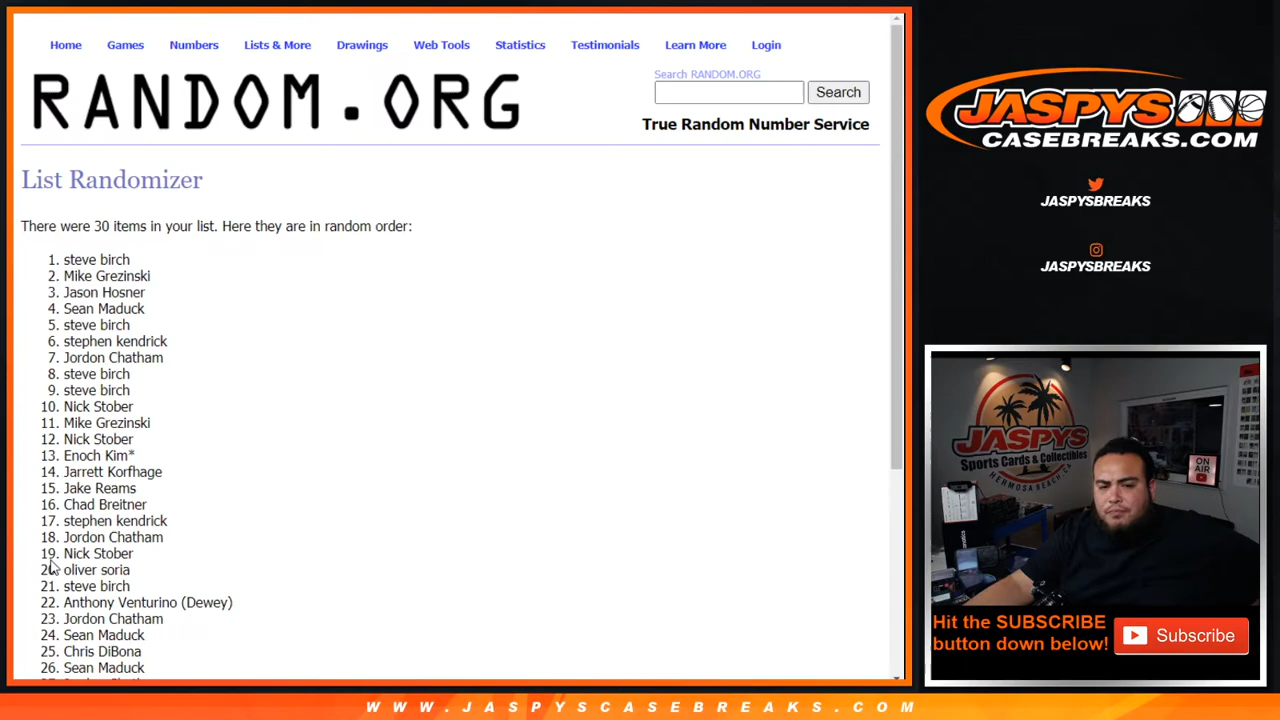 Home Games Numbers Lists & More Drawings Web Tools Statistics Testimonials Learn More Login
RANDOM.ORG
Search RANDOM.ORG
Search
True Random Number Service
List Randomizer
There were 30 items in your list. Here they are in random order:
1. steve birch
2. Mike Grezinski
3. Jason Hosner
4. Sean Maduck
5. steve birch
6. stephen kendrick
7. Jordon Chatham
8. steve birch
9. steve birch
10. Nick Stober
11. Mike Grezinski
12. Nick Stober
13. Enoch Kim*
14. Jarrett Korfhage
15. Jake Reams
16. Chad Breitner
17. stephen kendrick
18. Jordon Chatham
19. Nick Stober
20. oliver soria
21. steve birch
22. Anthony Venturino (Dewey)
23. Jordon Chatham
24. Sean Maduck
25. Chris DiBona
26. Sean Maduck
JASPYS
CASEBREAKS.COM
JASPYSBREAKS
JASPYSBREAKS
JASPYS
Sports Cards & Collectibles
HERMOSA BEACH, CA
ON AIR
Hit the SUBSCRIBE
button down below!
Subscribe
WWW.JASPYSCASEBREAKS.COM